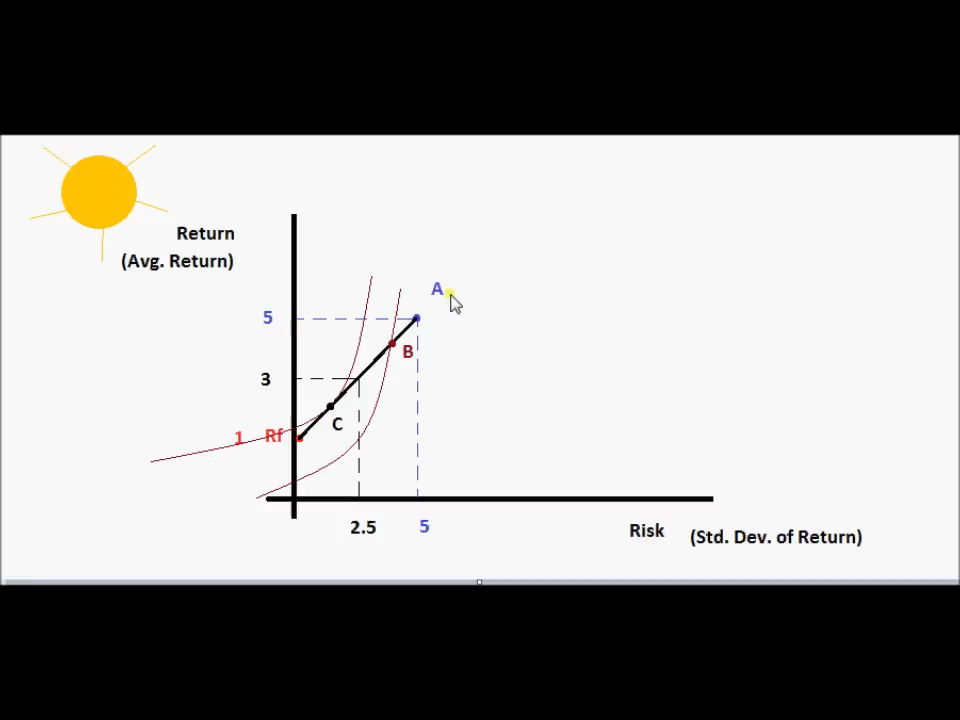 Return
(Avg. Return)
A
5
B
3
C
1 Rf
2.5 5
Risk (Std. Dev. of Return)